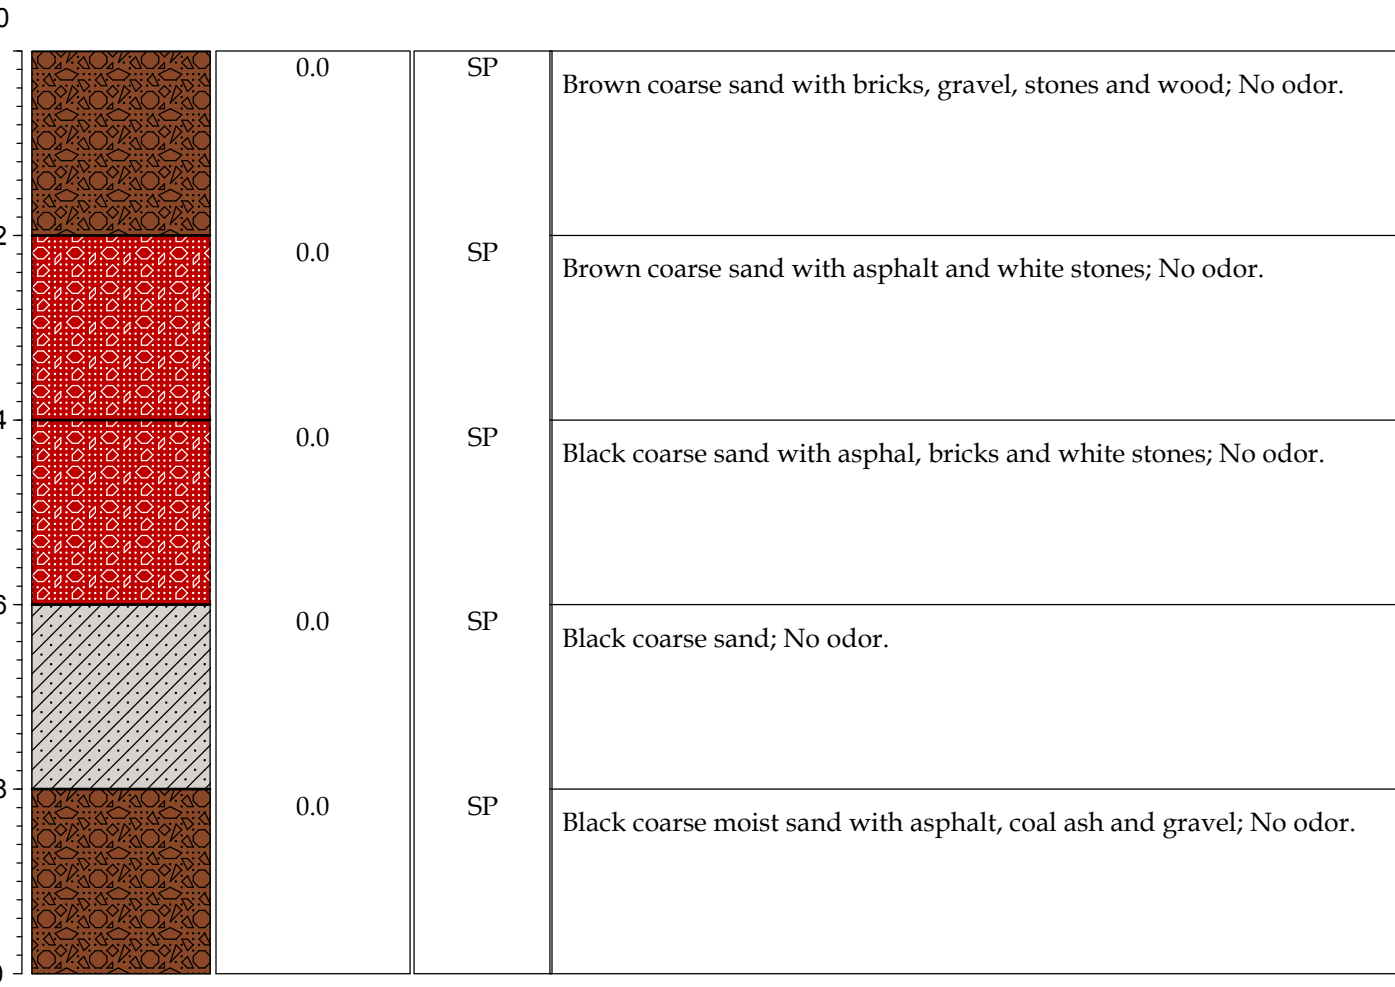 0
0.0 SP Brown coarse sand with bricks, gravel, stones and wood; No odor.
2
0.0 SP Brown coarse sand with asphalt and white stones; No odor.
4
0.0 SP Black coarse sand with asphal, bricks and white stones; No odor.
6
0.0 SP Black coarse sand; No odor.
8
0.0 SP Black coarse moist sand with asphalt, coal ash and gravel; No odor.
0